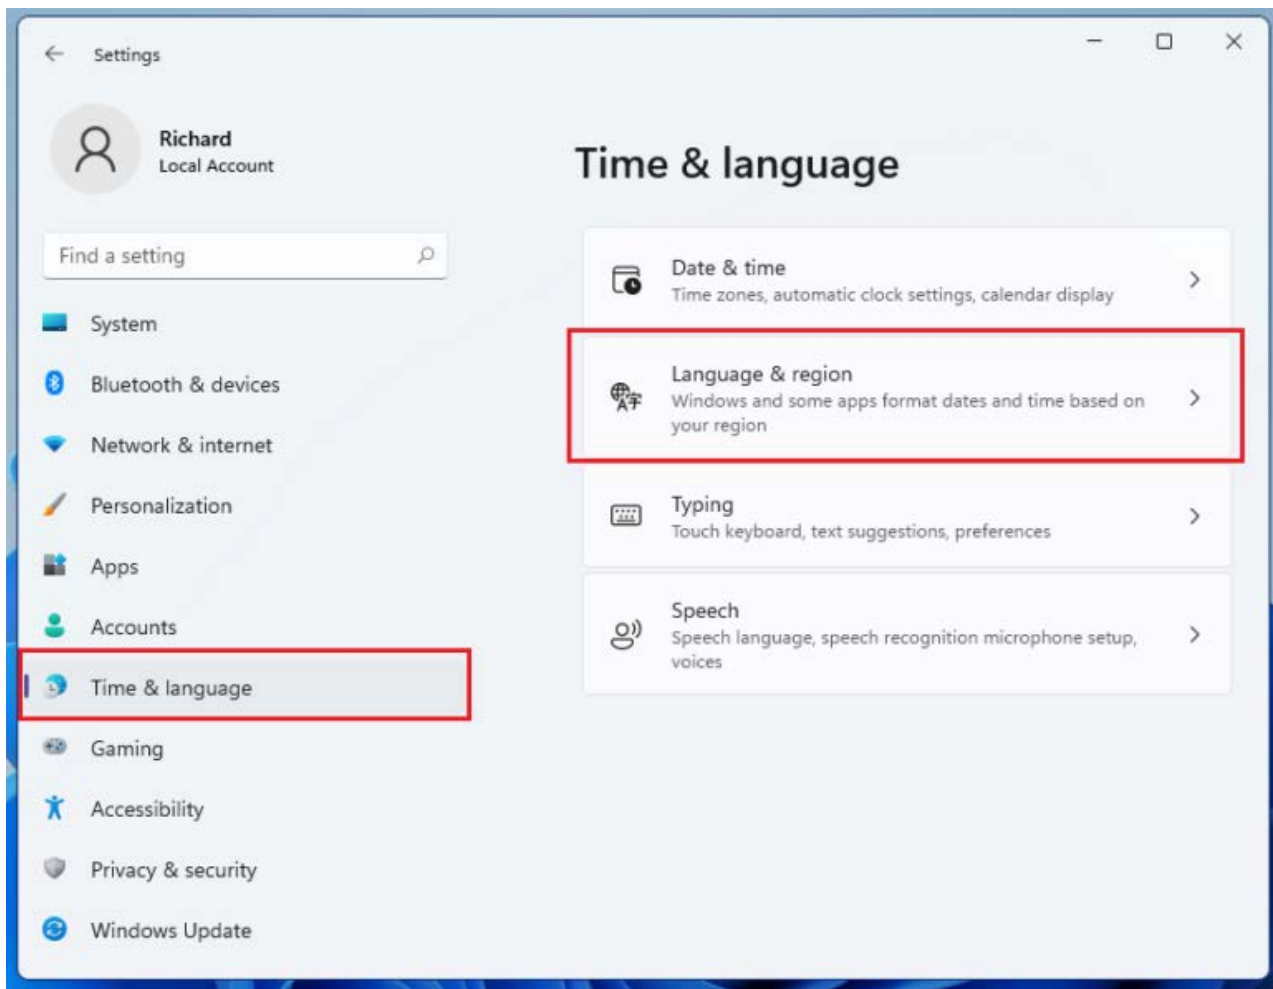 Settings
Richard
Local Account
Find a setting
System
Bluetooth & devices
Network & internet
Personalization
Apps
Accounts
Time & language
Gaming
Accessibility
Privacy & security
Windows Update
Time & language
Date & time
Time zones, automatic clock settings, calendar display
Language & region
Windows and some apps format dates and time based on
your region
Typing
Touch keyboard, text suggestions, preferences
Speech
Speech language, speech recognition microphone setup,
voices